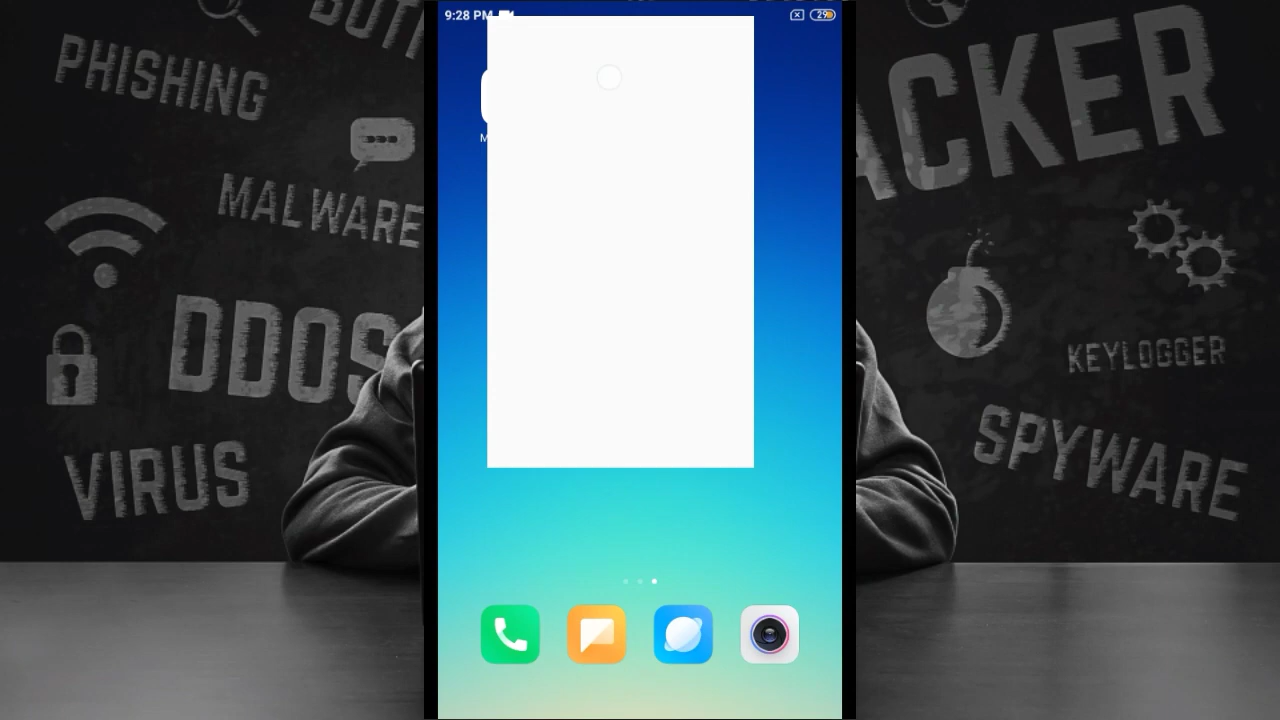 9:28 PM
29
M
PHISHING
MALWARE
DDOS
VIRUS
ACKER
KEYLOGGER
SPYWARE